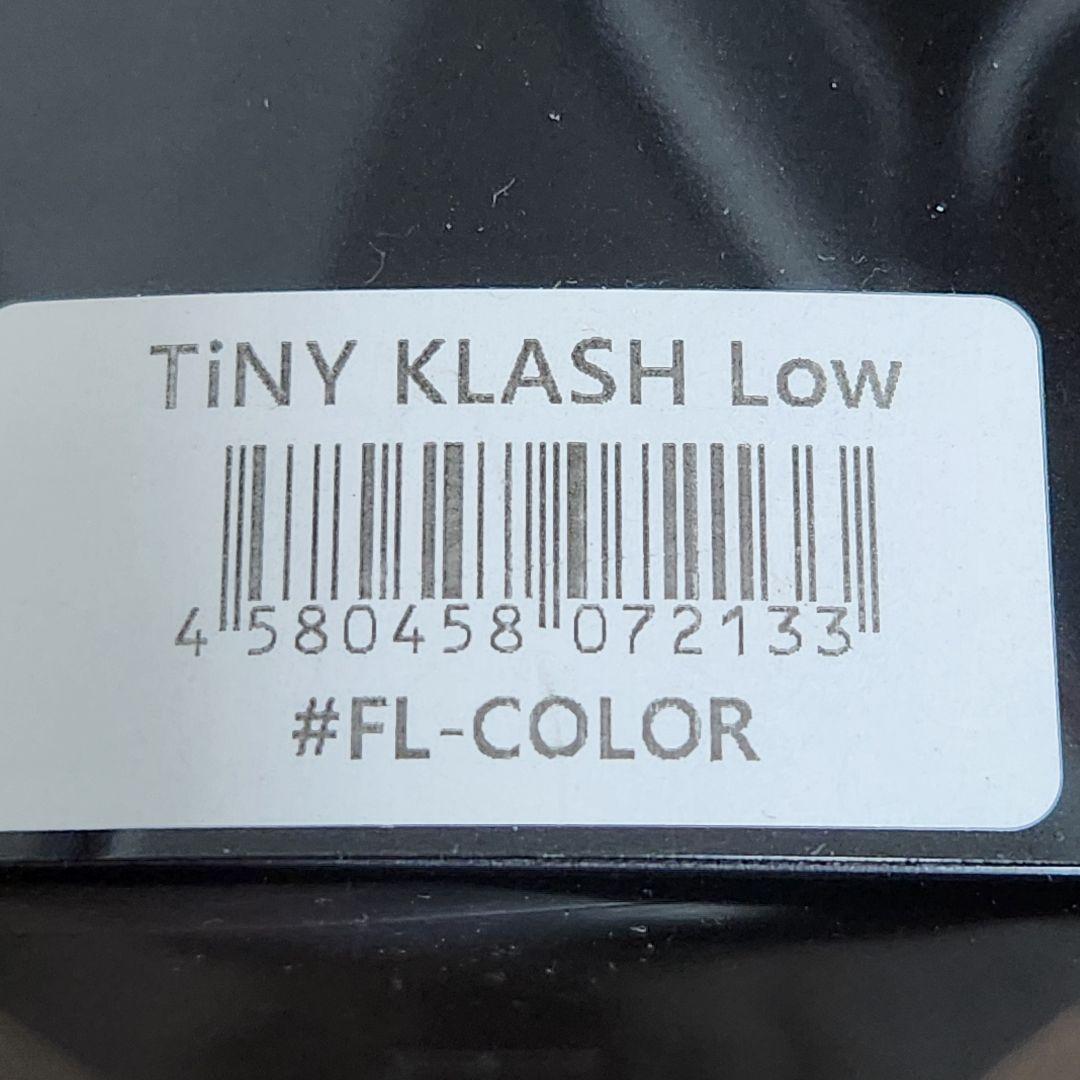 TiNY KLASH Low
4 580458 072133
#FL-COLOR